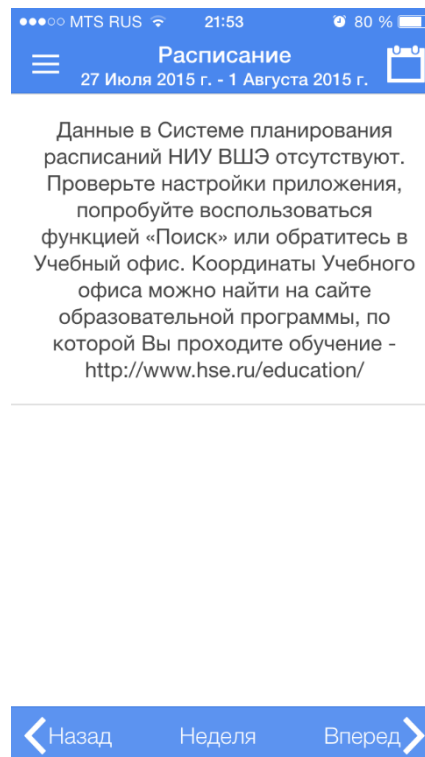 MTS RUS 21:53 80 %
Расписание
27 Июля 2015 г. - 1 Августа 2015 г.
Данные в Системе планирования
расписаний НИУ ВШЭ отсутствуют.
Проверьте настройки приложения,
попробуйте воспользоваться
функцией «Поиск» или обратитесь в
Учебный офис. Координаты Учебного
офиса можно найти на сайте
образовательной программы, по
которой Вы проходите обучение -
http://www.hse.ru/education/
Назад Неделя Вперед